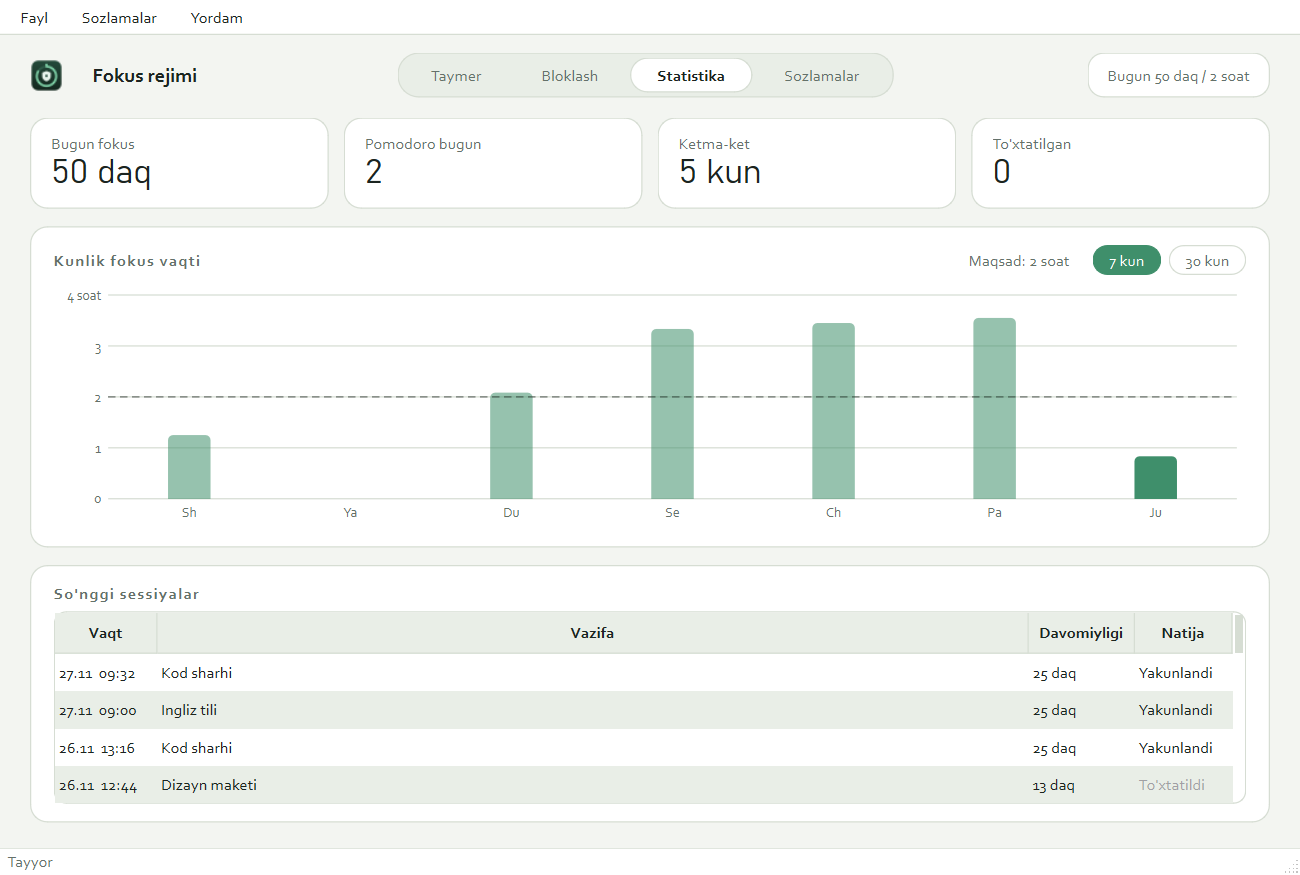 Fayl Sozlamalar Yordam
Fokus rejimi Taymer Bloklash Statistika Sozlamalar Bugun 50 daq / 2 soat
Bugun fokus Pomodoro bugun Ketma-ket To'xtatilgan
50 daq 2 5 kun 0
Kunlik fokus vaqti Maqsad: 2 soat 7 kun 30 kun
4 soat
3
2
1
0
Sh Ya Du Se Ch Pa Ju
So'nggi sessiyalar
Vaqt Vazifa Davomiyligi Natija
27.11 09:32 Kod sharhi 25 daq Yakunlandi
27.11 09:00 Ingliz tili 25 daq Yakunlandi
26.11 13:16 Kod sharhi 25 daq Yakunlandi
26.11 12:44 Dizayn maketi 13 daq To'xtatildi
Tayyor